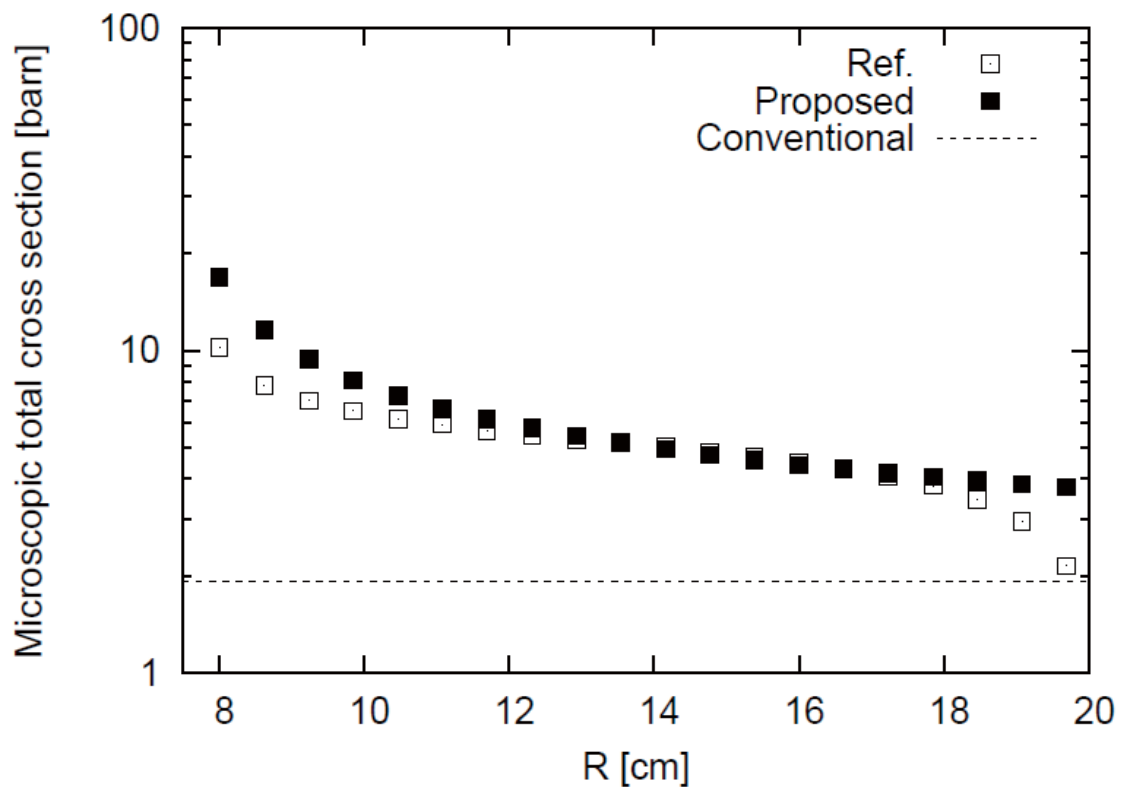 100
10
1
Microscopic total cross section [barn]
Ref.
Proposed
Conventional
8 10 12 14 16 18 20
R [cm]